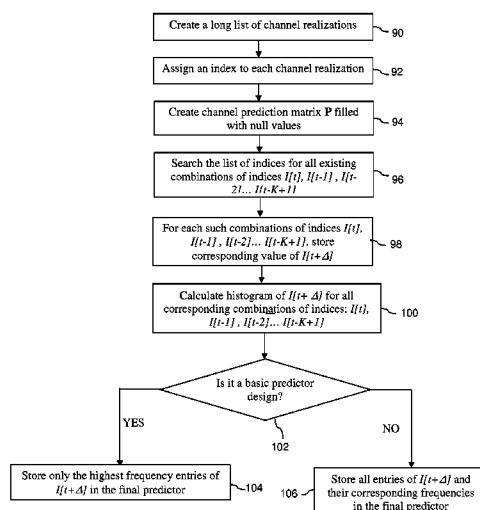 Create a long list of channel realizations
90
Assign an index to each channel realization
92
Create channel prediction matrix P filled
with null values
94
Search the list of indices for all existing
combinations of indices I[t], I[t-1] , I[t-
2]... I[t-K+1]
96
For each such combinations of indices I[t],
I[t-1] , I[t-2]... I[t-K+1], store
corresponding value of I[t+Δ]
98
Calculate histogram of I[t+ Δ] for all
corresponding combinations of indices: I[t],
I[t-1] , I[t-2]... I[t-K+1]
100
Is it a basic predictor
design?
102
YES
NO
Store only the highest frequency entries of
I[t+Δ] in the final predictor
104
106
Store all entries of I[t+Δ] and
their corresponding frequencies
in the final predictor